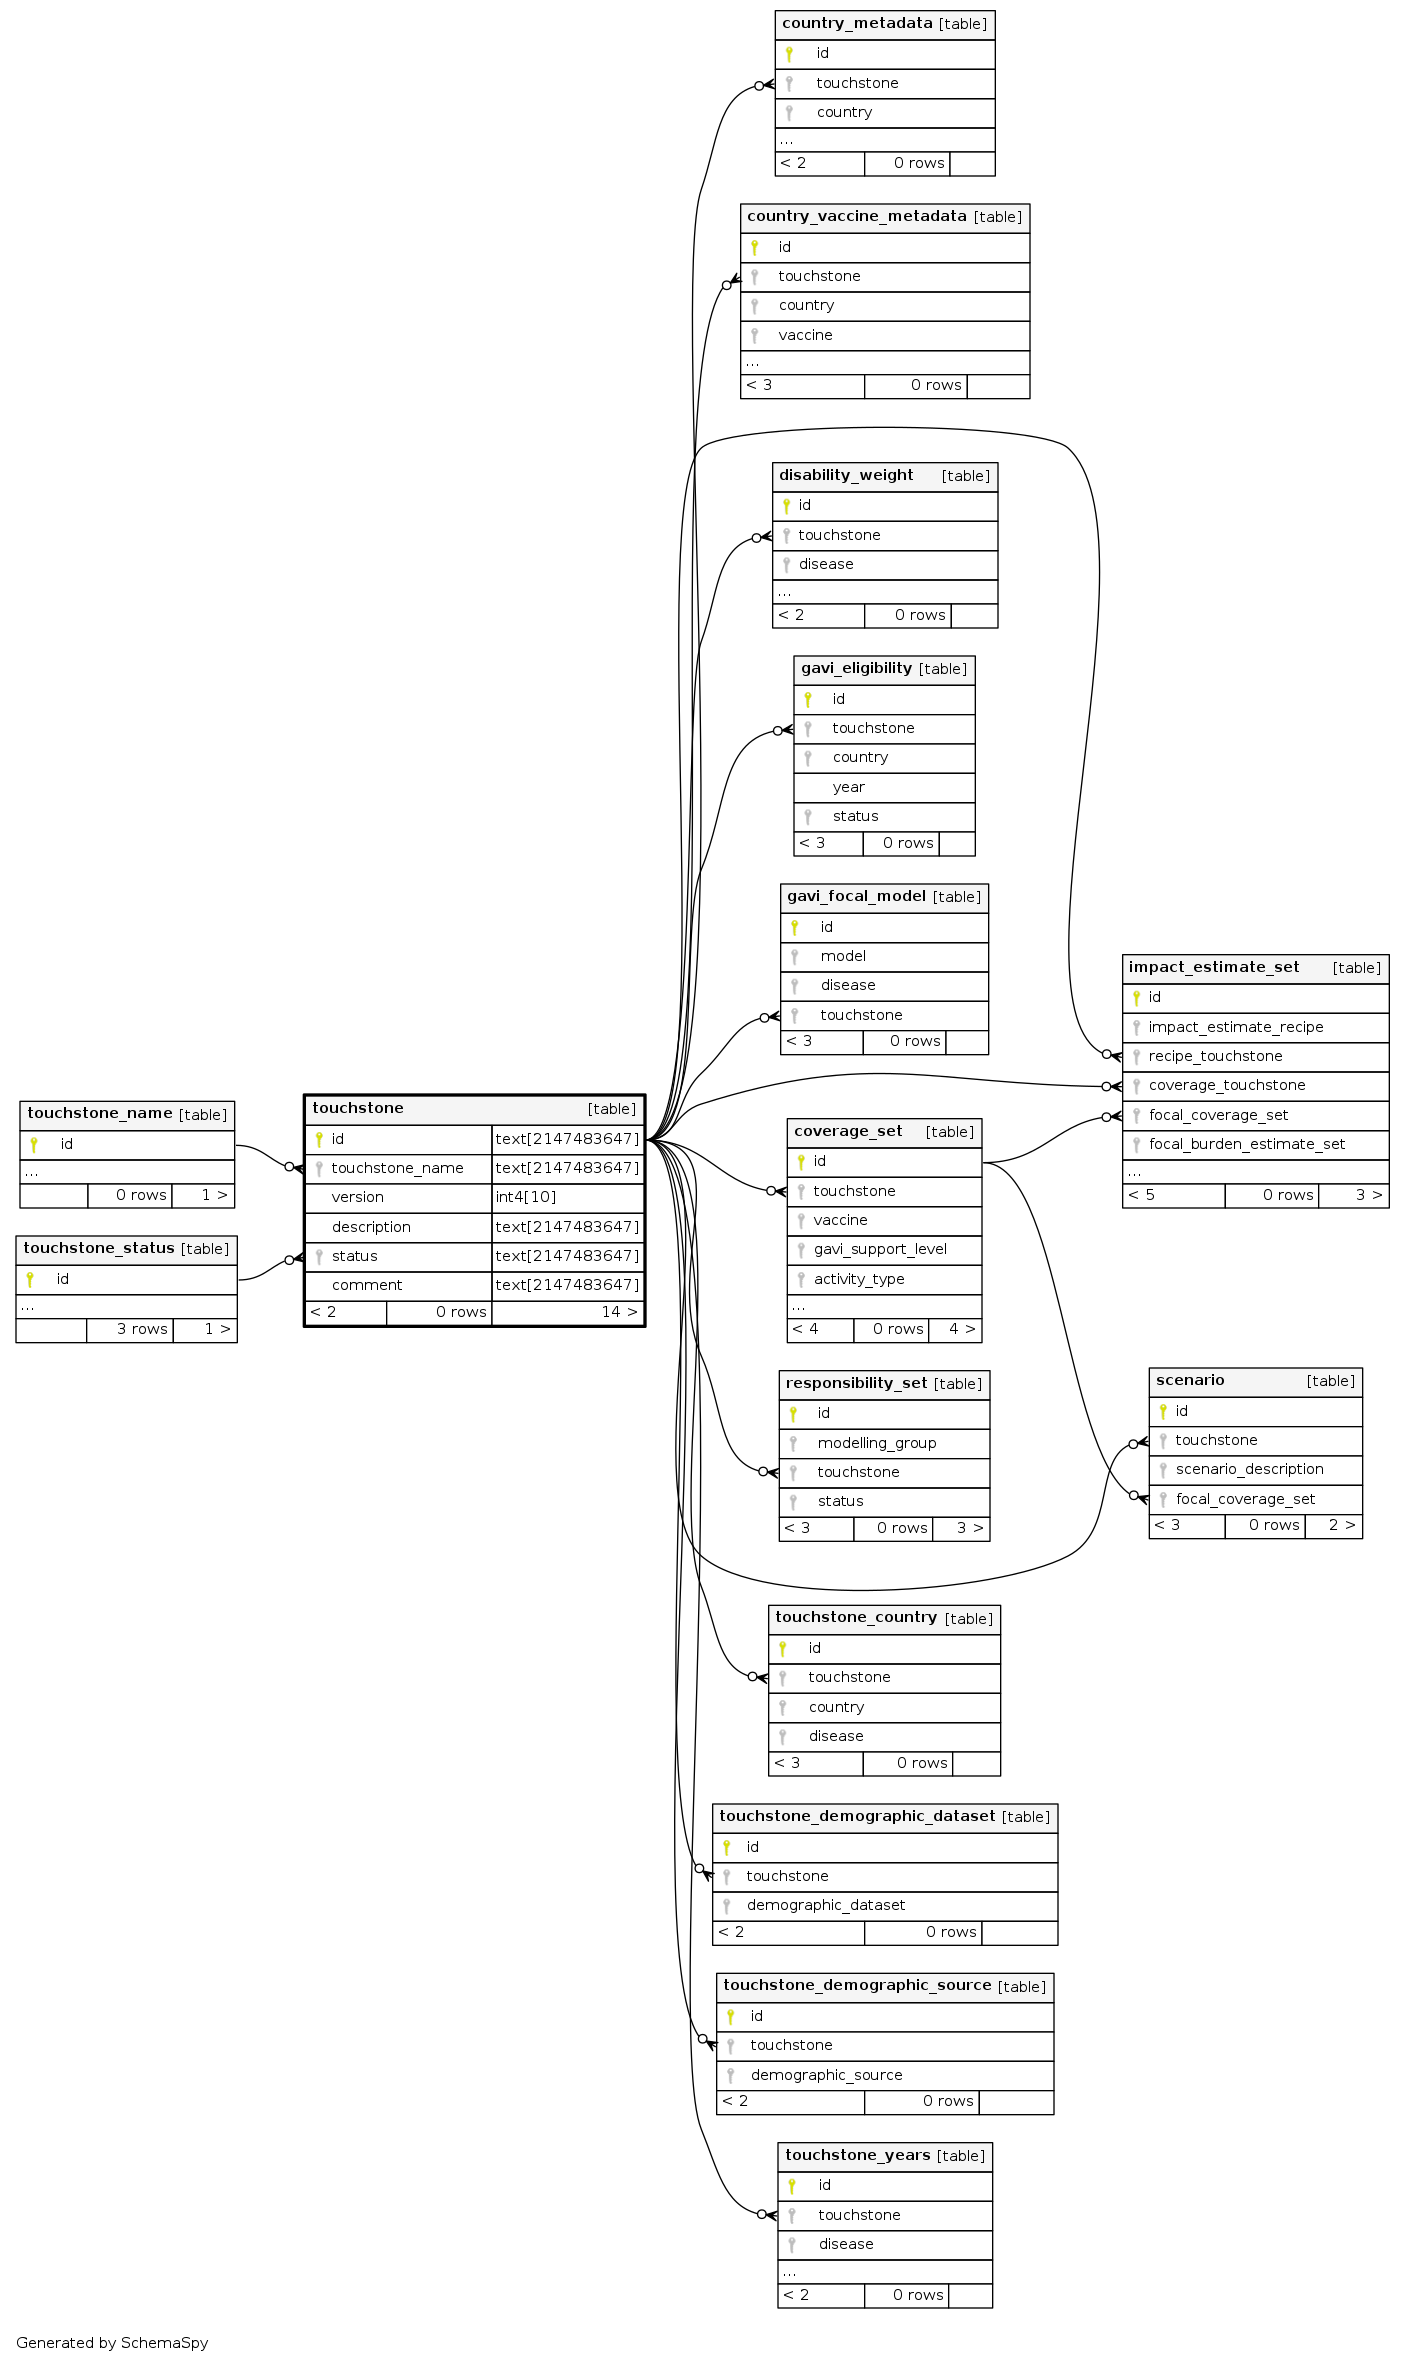 country_metadata [table]
id
touchstone
country
...
< 2 0 rows
country_vaccine_metadata [table]
id
touchstone
country
vaccine
...
< 3 0 rows
disability_weight [table]
id
touchstone
disease
...
< 2 0 rows
gavi_eligibility [table]
id
touchstone
country
year
status
< 3 0 rows
gavi_focal_model [table]
id
model
disease
touchstone
< 3 0 rows
impact_estimate_set [table]
id
impact_estimate_recipe
recipe_touchstone
coverage_touchstone
focal_coverage_set
focal_burden_estimate_set
...
< 5 0 rows 3 >
touchstone_name [table]
id
...
0 rows 1 >
touchstone_status [table]
id
...
3 rows 1 >
touchstone [table]
id text[2147483647]
touchstone_name text[2147483647]
version int4[10]
description text[2147483647]
status text[2147483647]
comment text[2147483647]
< 2 0 rows 14 >
coverage_set [table]
id
touchstone
vaccine
gavi_support_level
activity_type
...
< 4 0 rows 4 >
responsibility_set [table]
id
modelling_group
touchstone
status
< 3 0 rows 3 >
scenario [table]
id
touchstone
scenario_description
focal_coverage_set
< 3 0 rows 2 >
touchstone_country [table]
id
touchstone
country
disease
< 3 0 rows
touchstone_demographic_dataset [table]
id
touchstone
demographic_dataset
< 2 0 rows
touchstone_demographic_source [table]
id
touchstone
demographic_source
< 2 0 rows
touchstone_years [table]
id
touchstone
disease
...
< 2 0 rows
Generated by SchemaSpy